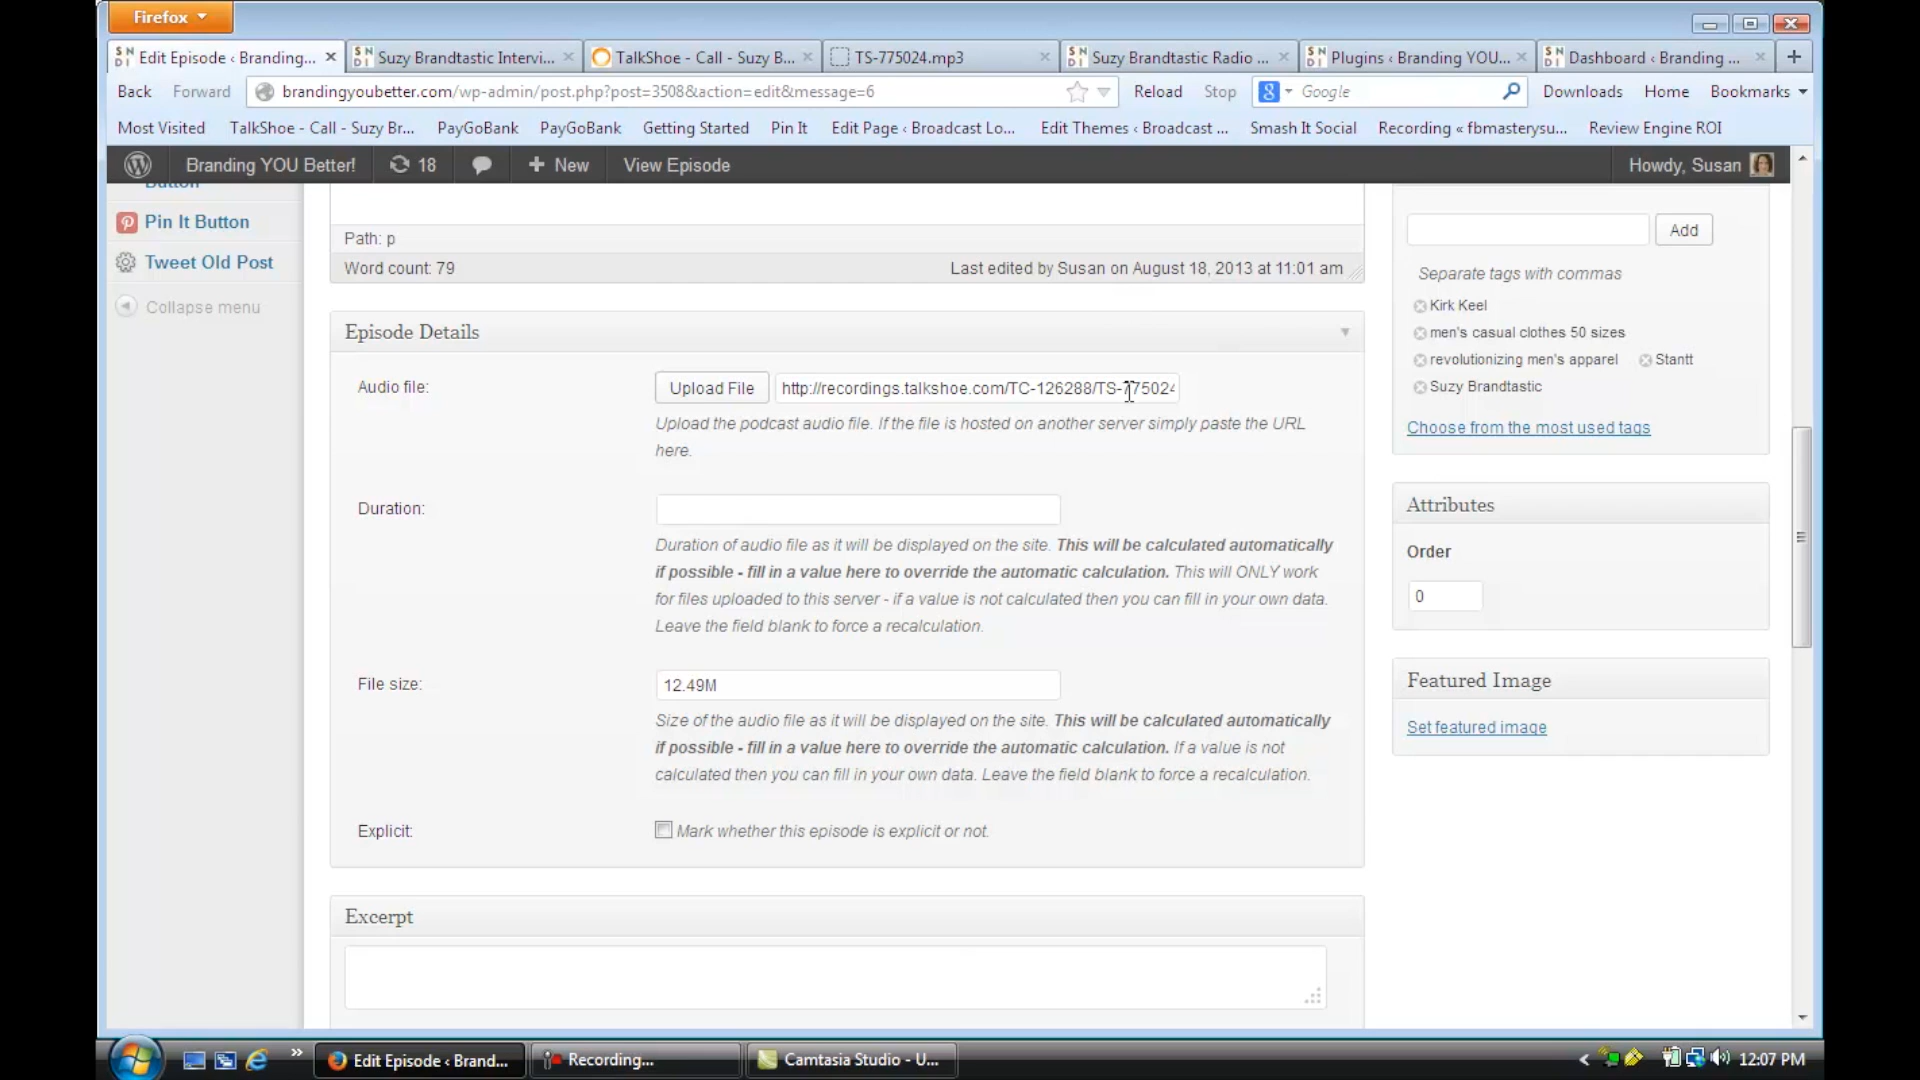 Firefox
Edit Episode ‹ Branding...
Suzy Brandtastic Intervi...
TalkShoe - Call - Suzy B...
TS-775024.mp3
Suzy Brandtastic Radio ...
Plugins ‹ Branding YOU...
Dashboard ‹ Branding ...
Back
Forward
brandingyoubetter.com/wp-admin/post.php?post=3508&action=edit&message=6
Reload
Stop
Google
Downloads
Home
Bookmarks
Most Visited
TalkShoe - Call - Suzy Br...
PayGoBank
PayGoBank
Getting Started
Pin It
Edit Page ‹ Broadcast Lo...
Edit Themes ‹ Broadcast ...
Smash It Social
Recording « fbmasterysu...
Review Engine ROI
Branding YOU Better!
18
New
View Episode
Howdy, Susan
Button
Pin It Button
Tweet Old Post
Collapse menu
Path: p
Word count: 79
Last edited by Susan on August 18, 2013 at 11:01 am
Episode Details
Audio file:
Upload File
http://recordings.talkshoe.com/TC-126288/TS-775024
Upload the podcast audio file. If the file is hosted on another server simply paste the URL
here.
Duration:
Duration of audio file as it will be displayed on the site. This will be calculated automatically
if possible - fill in a value here to override the automatic calculation. This will ONLY work
for files uploaded to this server - if a value is not calculated then you can fill in your own data.
Leave the field blank to force a recalculation.
File size:
12.49M
Size of the audio file as it will be displayed on the site. This will be calculated automatically
if possible - fill in a value here to override the automatic calculation. If a value is not
calculated then you can fill in your own data. Leave the field blank to force a recalculation.
Explicit:
Mark whether this episode is explicit or not.
Excerpt
Add
Separate tags with commas
Kirk Keel
men's casual clothes 50 sizes
revolutionizing men's apparel
Stantt
Suzy Brandtastic
Choose from the most used tags
Attributes
Order
0
Featured Image
Set featured image
Edit Episode ‹ Brand...
Recording...
Camtasia Studio - U...
12:07 PM